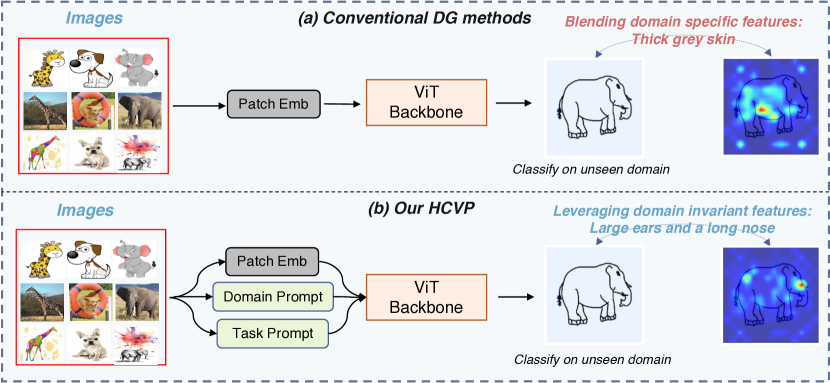 Images
(a) Conventional DG methods
Blending domain specific features:
Thick grey skin
Patch Emb
ViT
Backbone
Classify on unseen domain
Images
(b) Our HCVP
Leveraging domain invariant features:
Large ears and a long nose
Patch Emb
Domain Prompt
Task Prompt
ViT
Backbone
Classify on unseen domain